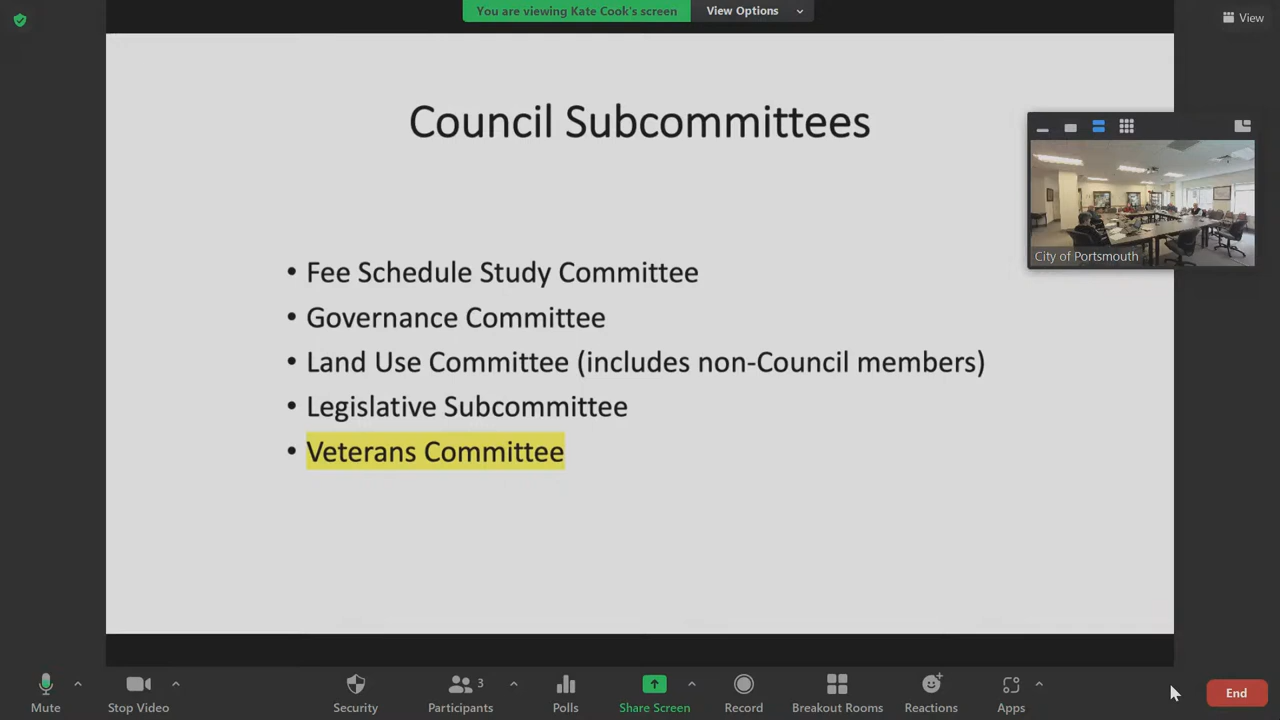 You are viewing Kate Cook's screen
View Options
View
Council Subcommittees
City of Portsmouth
• Fee Schedule Study Committee
• Governance Committee
• Land Use Committee (includes non-Council members)
• Legislative Subcommittee
• Veterans Committee
Mute
Stop Video
Security
Participants
3
Polls
Share Screen
Record
Breakout Rooms
Reactions
Apps
End